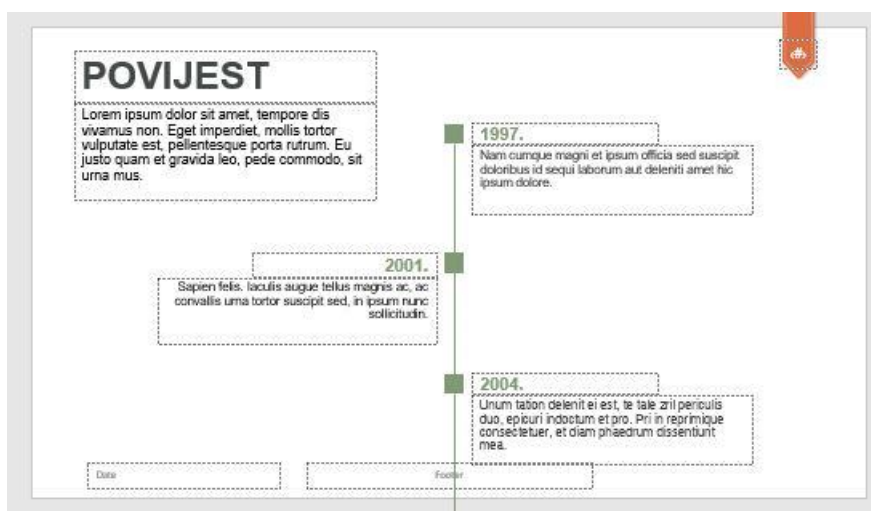 POVIJEST
Lorem ipsum dolor sit amet, tempore dis
vivamus non. Eget imperdiet, mollis tortor
vulputate est, pellentesque porta rutrum. Eu
justo quam et gravida leo, pede commodo, sit
urna mus.
‹#›
1997.
Nam cumque magni et ipsum officia sed suscipit
doloribus id sequi laborum aut deleniti amet hic
ipsum dolore.
2001.
Sapien felis. Iaculis augue tellus magnis ac, ac
convallis urna tortor suscipit sed, in ipsum nunc
sollicitudin.
2004.
Unum tation delenit ei est, te tale zril periculis
duo, epicuri indoctum et pro. Pri in reprimique
consectetuer, et diam phaedrum dissentiunt
mea.
Date
Footer